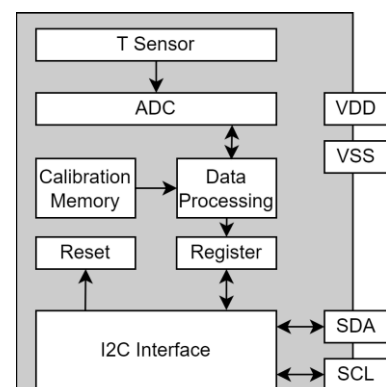 T Sensor
ADC
VDD
VSS
Calibration
Memory
Data
Processing
Reset
Register
I2C Interface
SDA
SCL